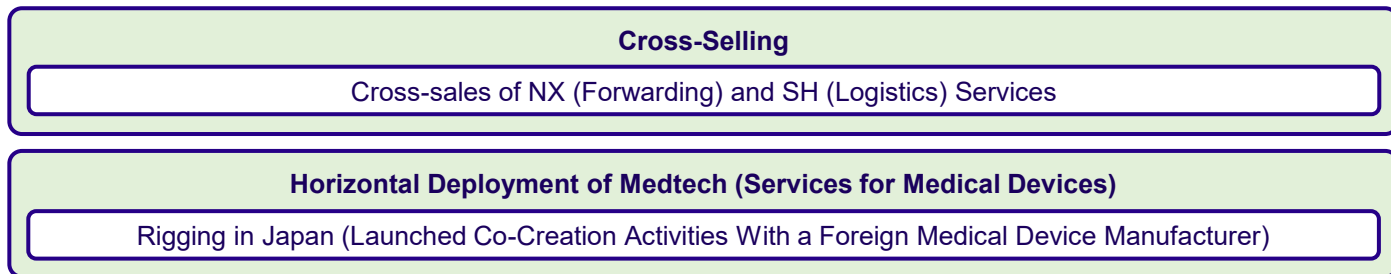 Cross-Selling
Cross-sales of NX (Forwarding) and SH (Logistics) Services
Horizontal Deployment of Medtech (Services for Medical Devices)
Rigging in Japan (Launched Co-Creation Activities With a Foreign Medical Device Manufacturer)